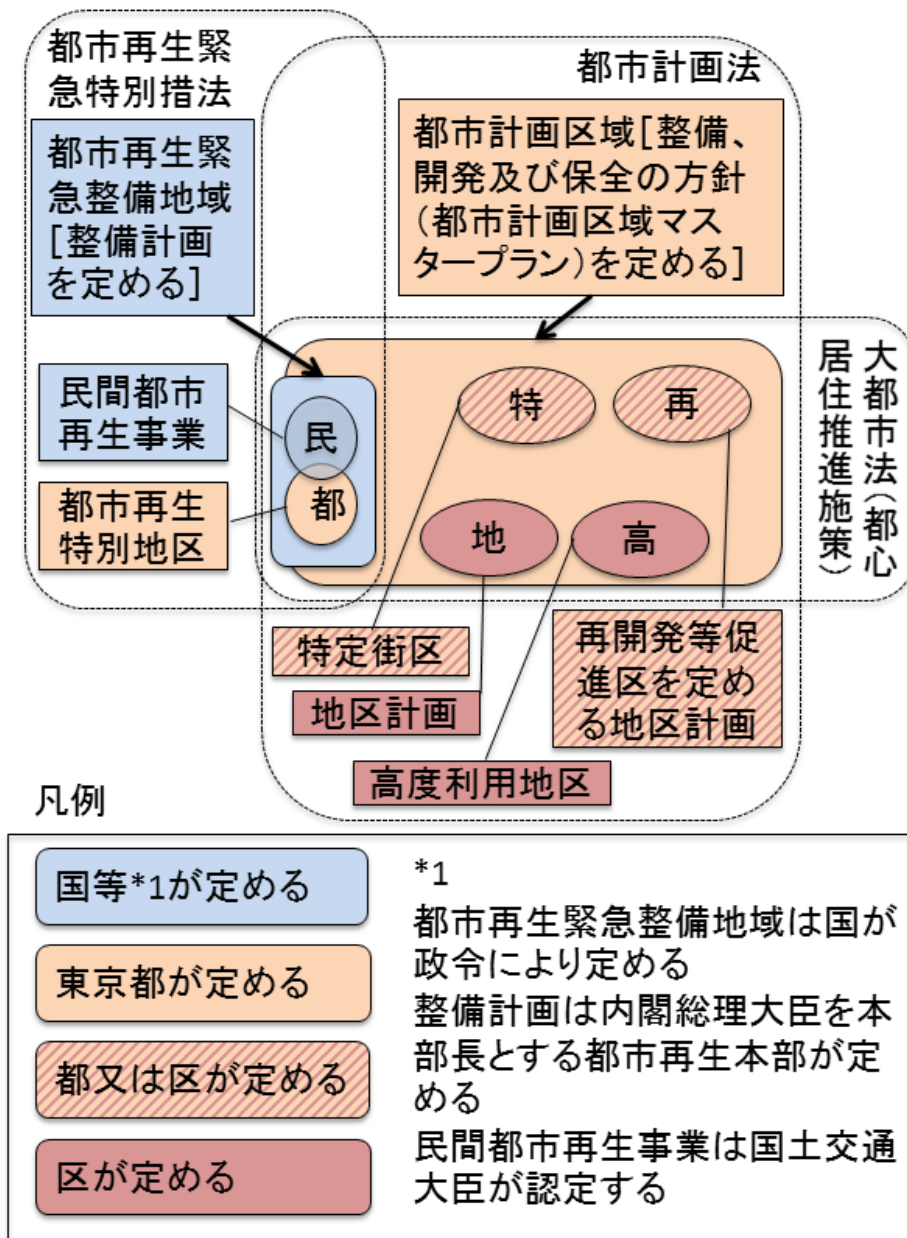 都市再生緊
急特別措法
都市計画法
都市再生緊
急整備地域
[整備計画
を定める]
都市計画区域[整備、
開発及び保全の方針
(都市計画区域マス
タープラン)を定める]
大都市法(都心
居住推進施策)
民間都市
再生事業
都市再生
特別地区
民
都
特
再
地
高
特定街区
地区計画
高度利用地区
再開発等促
進区を定め
る地区計画
凡例
国等*1が定める
東京都が定める
都又は区が定める
区が定める
*1
都市再生緊急整備地域は国が
政令により定める
整備計画は内閣総理大臣を本
部長とする都市再生本部が定
める
民間都市再生事業は国土交通
大臣が認定する